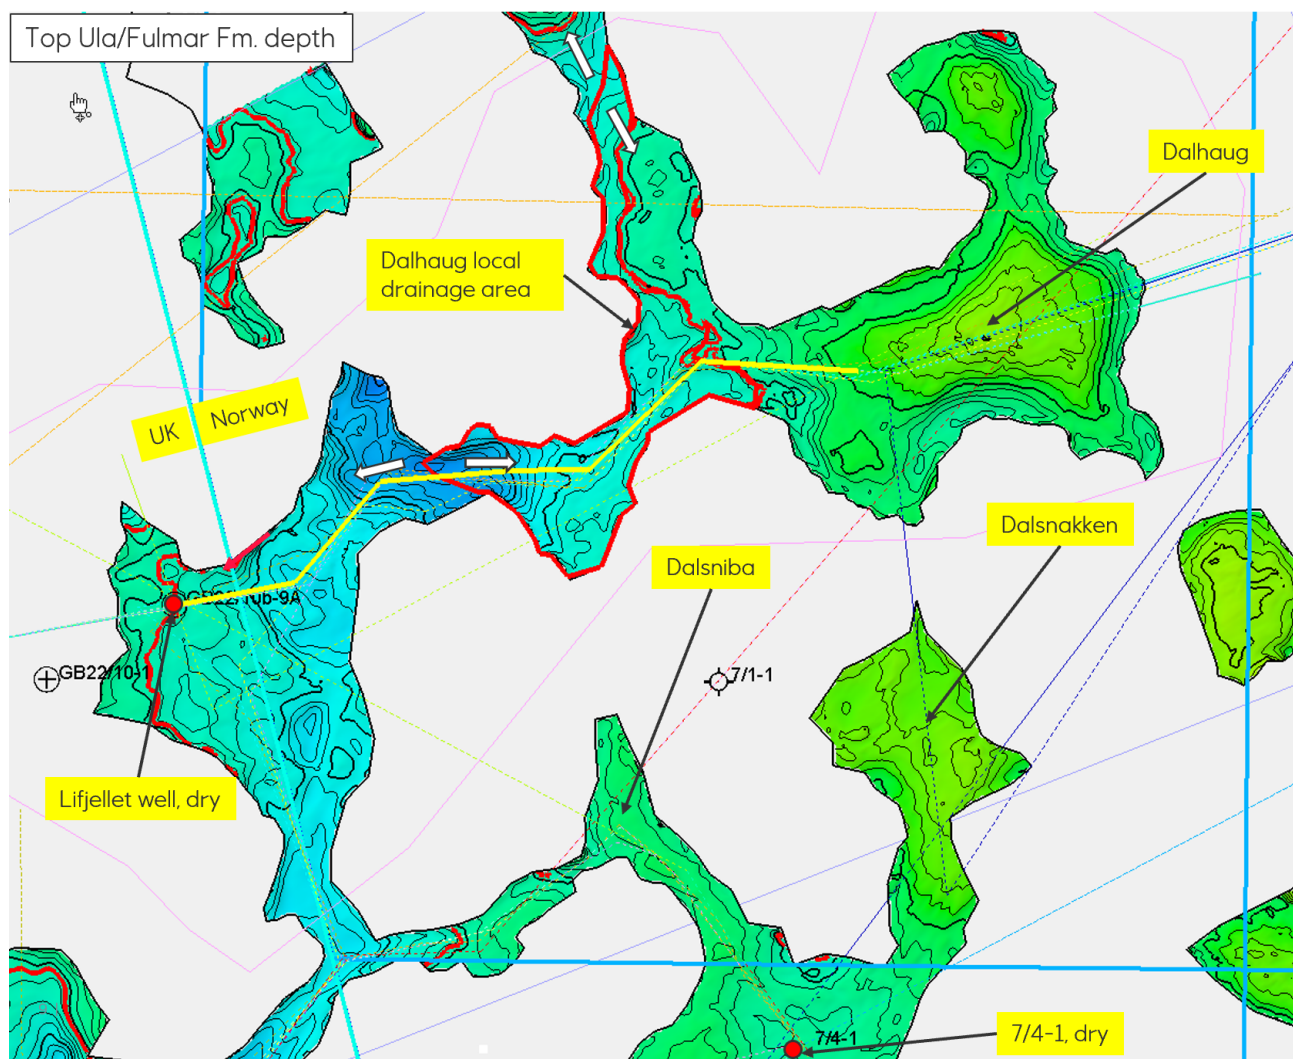 Top Ula/Fulmar Fm. depth
Dalhaug
Dalhaug local
drainage area
UK Norway
Dalsnakken
Dalsniba
GB22/10b-9A
GB22/10-1
7/1-1
Lifjellet well, dry
7/4-1
7/4-1, dry